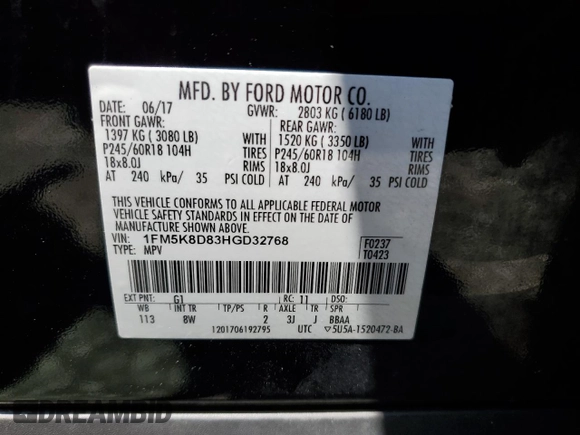 MFD. BY FORD MOTOR CO.
DATE: 06/17 GVWR: 2803 KG ( 6180 LB)
FRONT GAWR: REAR GAWR:
1397 KG ( 3080 LB) WITH 1520 KG ( 3350 LB) WITH
P245/60R18 104H TIRES P245/60R18 104H TIRES
18x8.0J RIMS 18x8.0J RIMS
AT 240 kPa/ 35 PSI COLD AT 240 kPa/ 35 PSI COLD
THIS VEHICLE CONFORMS TO ALL APPLICABLE FEDERAL MOTOR
VEHICLE SAFETY STANDARDS IN EFFECT ON THE DATE OF
MANUFACTURE SHOWN ABOVE.
VIN: 1FM5K8D83HGD32768 F0237
TYPE: MPV T0423
EXT PNT: G1 RC: 11 DSO:
WB INT TR TP/PS R AXLE TR SPR
113 8W 2 3J J BBAA
1201706192795 UTC ▽5U5A-1520472-BA
DREAMBID